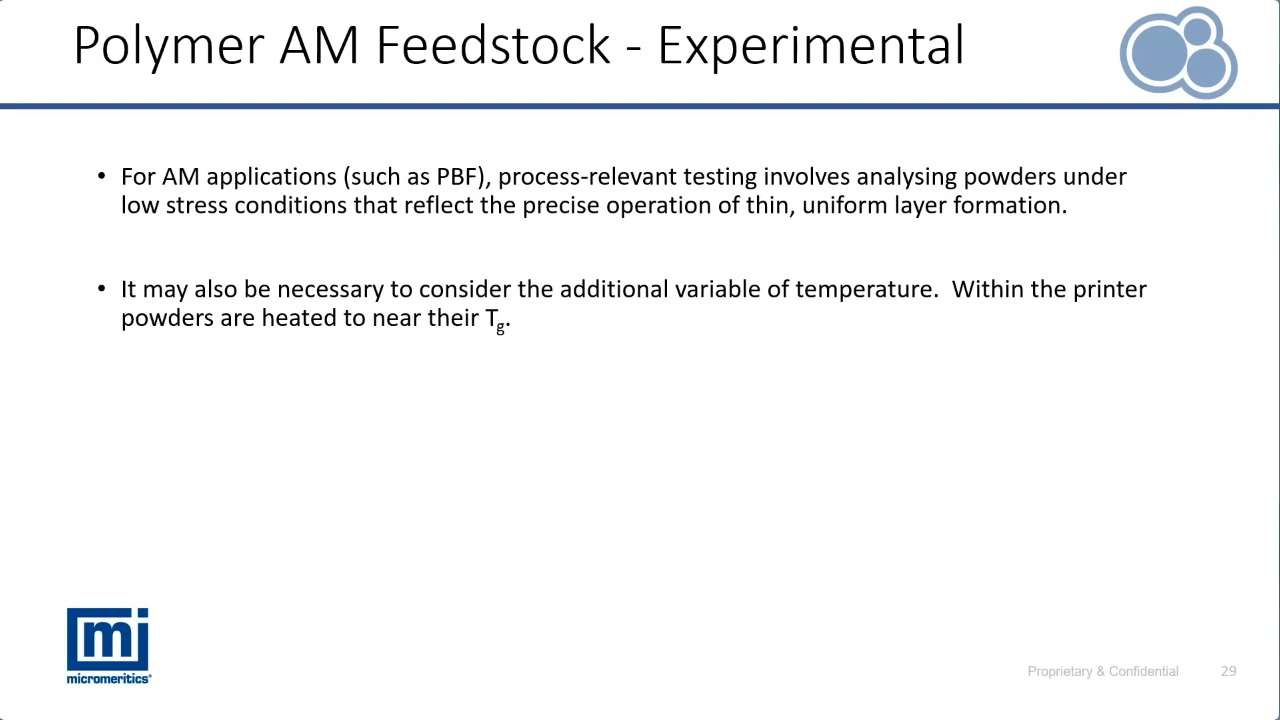 Polymer AM Feedstock - Experimental
• For AM applications (such as PBF), process-relevant testing involves analysing powders under
low stress conditions that reflect the precise operation of thin, uniform layer formation.
• It may also be necessary to consider the additional variable of temperature.  Within the printer
powders are heated to near their Tg.
mi
micromeritics®
Proprietary & Confidential
29